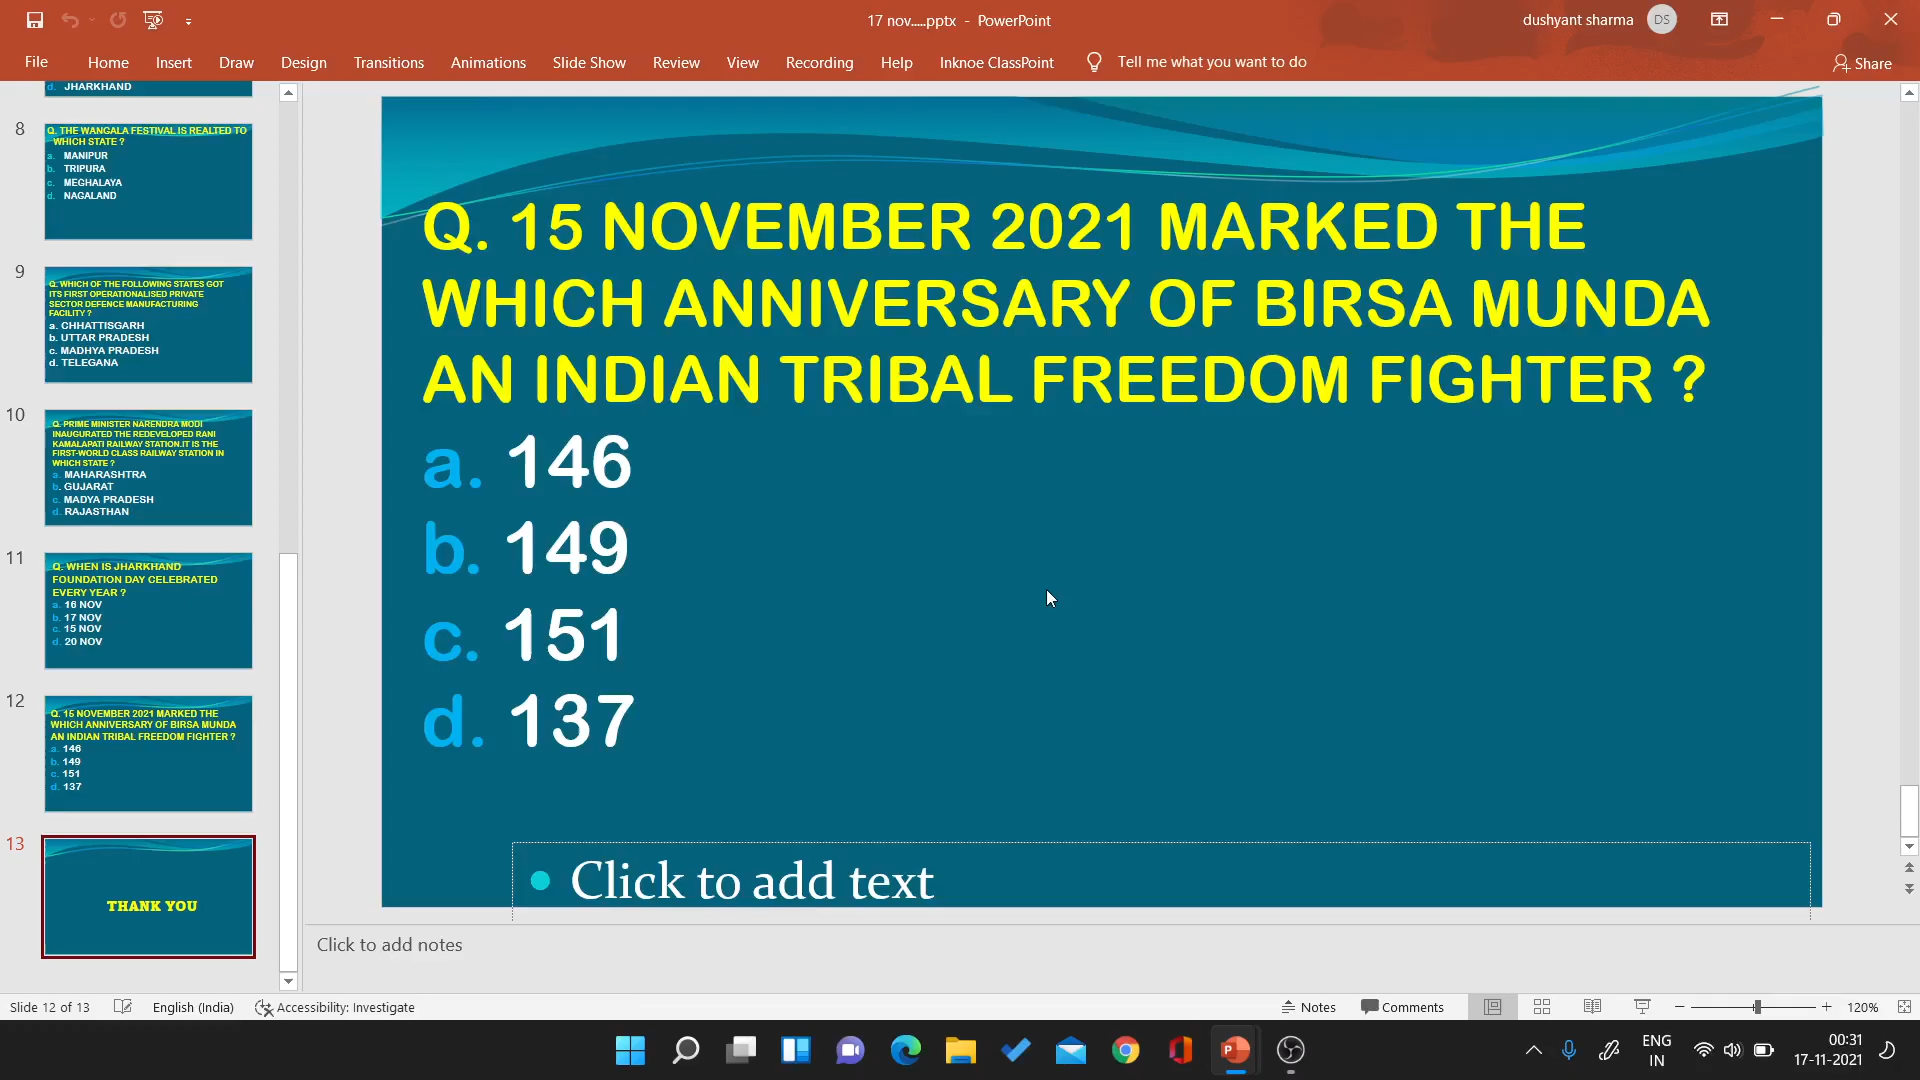 17 nov.....pptx - PowerPoint
dushyant sharma DS
File Home Insert Draw Design Transitions Animations Slide Show Review View Recording Help Inknoe ClassPoint Tell me what you want to do Share
d. JHARKHAND
8
Q. THE WANGALA FESTIVAL IS REALTED TO
WHICH STATE ?
a. MANIPUR
b. TRIPURA
c. MEGHALAYA
d. NAGALAND
9
Q. WHICH OF THE FOLLOWING STATES GOT
ITS FIRST OPERATIONALISED PRIVATE
SECTOR DEFENCE MANUFACTURING
FACILITY ?
a. CHHATTISGARH
b. UTTAR PRADESH
c. MADHYA PRADESH
d. TELEGANA
10
Q. PRIME MINISTER NARENDRA MODI
INAUGURATED THE REDEVELOPED RANI
KAMALAPATI RAILWAY STATION.IT IS THE
FIRST-WORLD CLASS RAILWAY STATION IN
WHICH STATE ?
a. MAHARASHTRA
b. GUJARAT
c. MADYA PRADESH
d. RAJASTHAN
11
Q. WHEN IS JHARKHAND
FOUNDATION DAY CELEBRATED
EVERY YEAR ?
a. 16 NOV
b. 17 NOV
c. 15 NOV
d. 20 NOV
12
Q. 15 NOVEMBER 2021 MARKED THE
WHICH ANNIVERSARY OF BIRSA MUNDA
AN INDIAN TRIBAL FREEDOM FIGHTER ?
a. 146
b. 149
c. 151
d. 137
13
THANK YOU
Q. 15 NOVEMBER 2021 MARKED THE
WHICH ANNIVERSARY OF BIRSA MUNDA
AN INDIAN TRIBAL FREEDOM FIGHTER ?
a. 146
b. 149
c. 151
d. 137
• Click to add text
Click to add notes
Slide 12 of 13 English (India) Accessibility: Investigate Notes Comments 120%
ENG
IN
00:31
17-11-2021